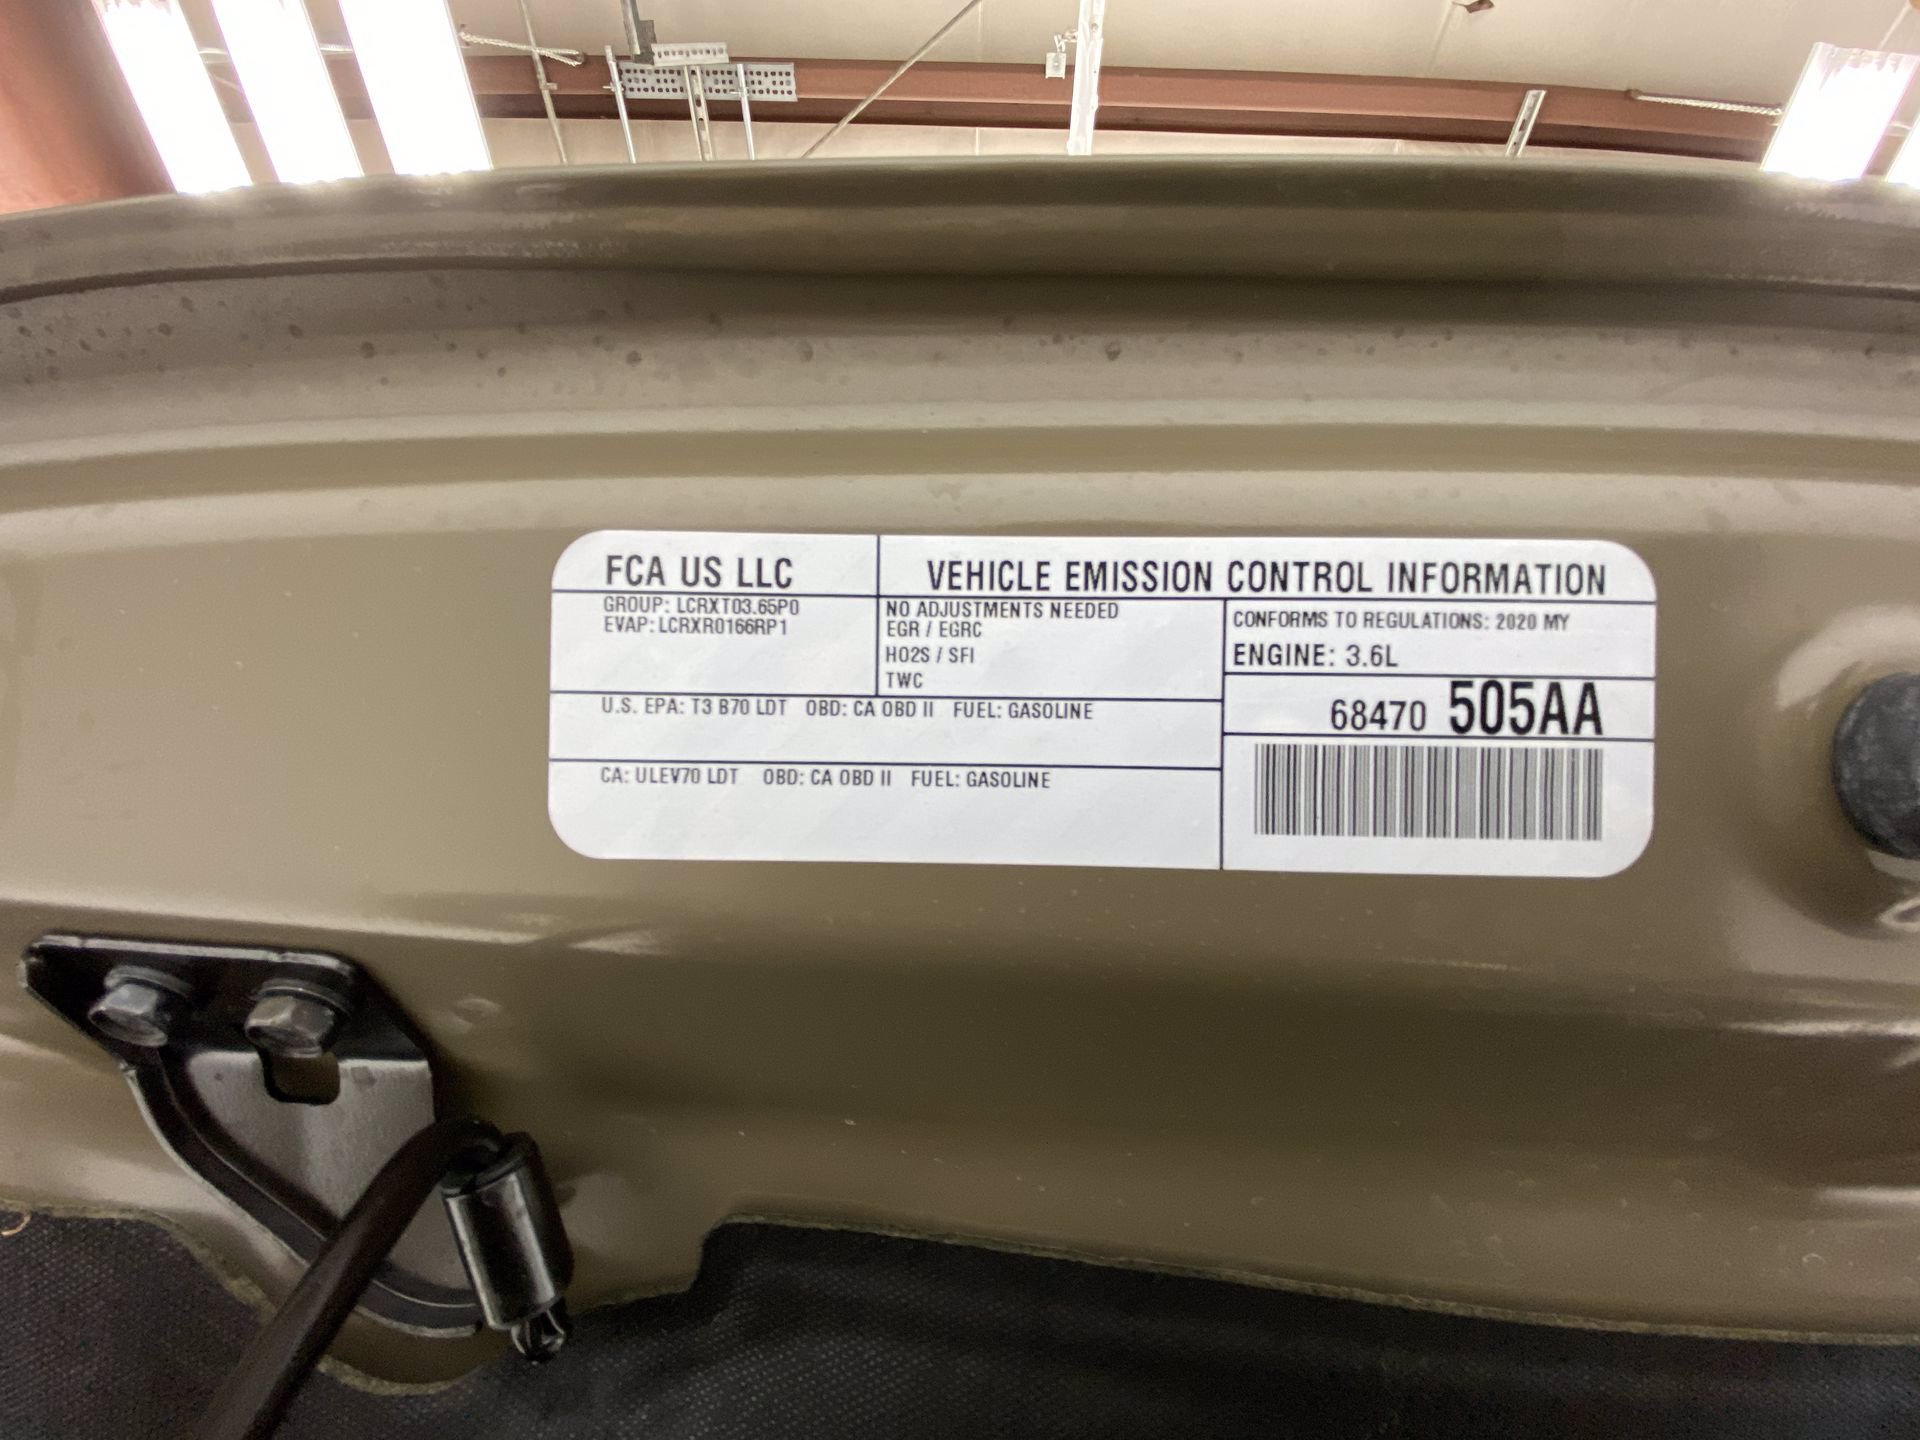 FCA US LLC
VEHICLE EMISSION CONTROL INFORMATION
GROUP: LCRXT03.65P0
EVAP: LCRXR0166RP1
NO ADJUSTMENTS NEEDED
EGR / EGRC
HO2S / SFI
TWC
CONFORMS TO REGULATIONS: 2020 MY
ENGINE: 3.6L
U.S. EPA: T3 B70 LDT OBD: CA OBD II FUEL: GASOLINE
68470 505AA
CA: ULEV70 LDT OBD: CA OBD II FUEL: GASOLINE